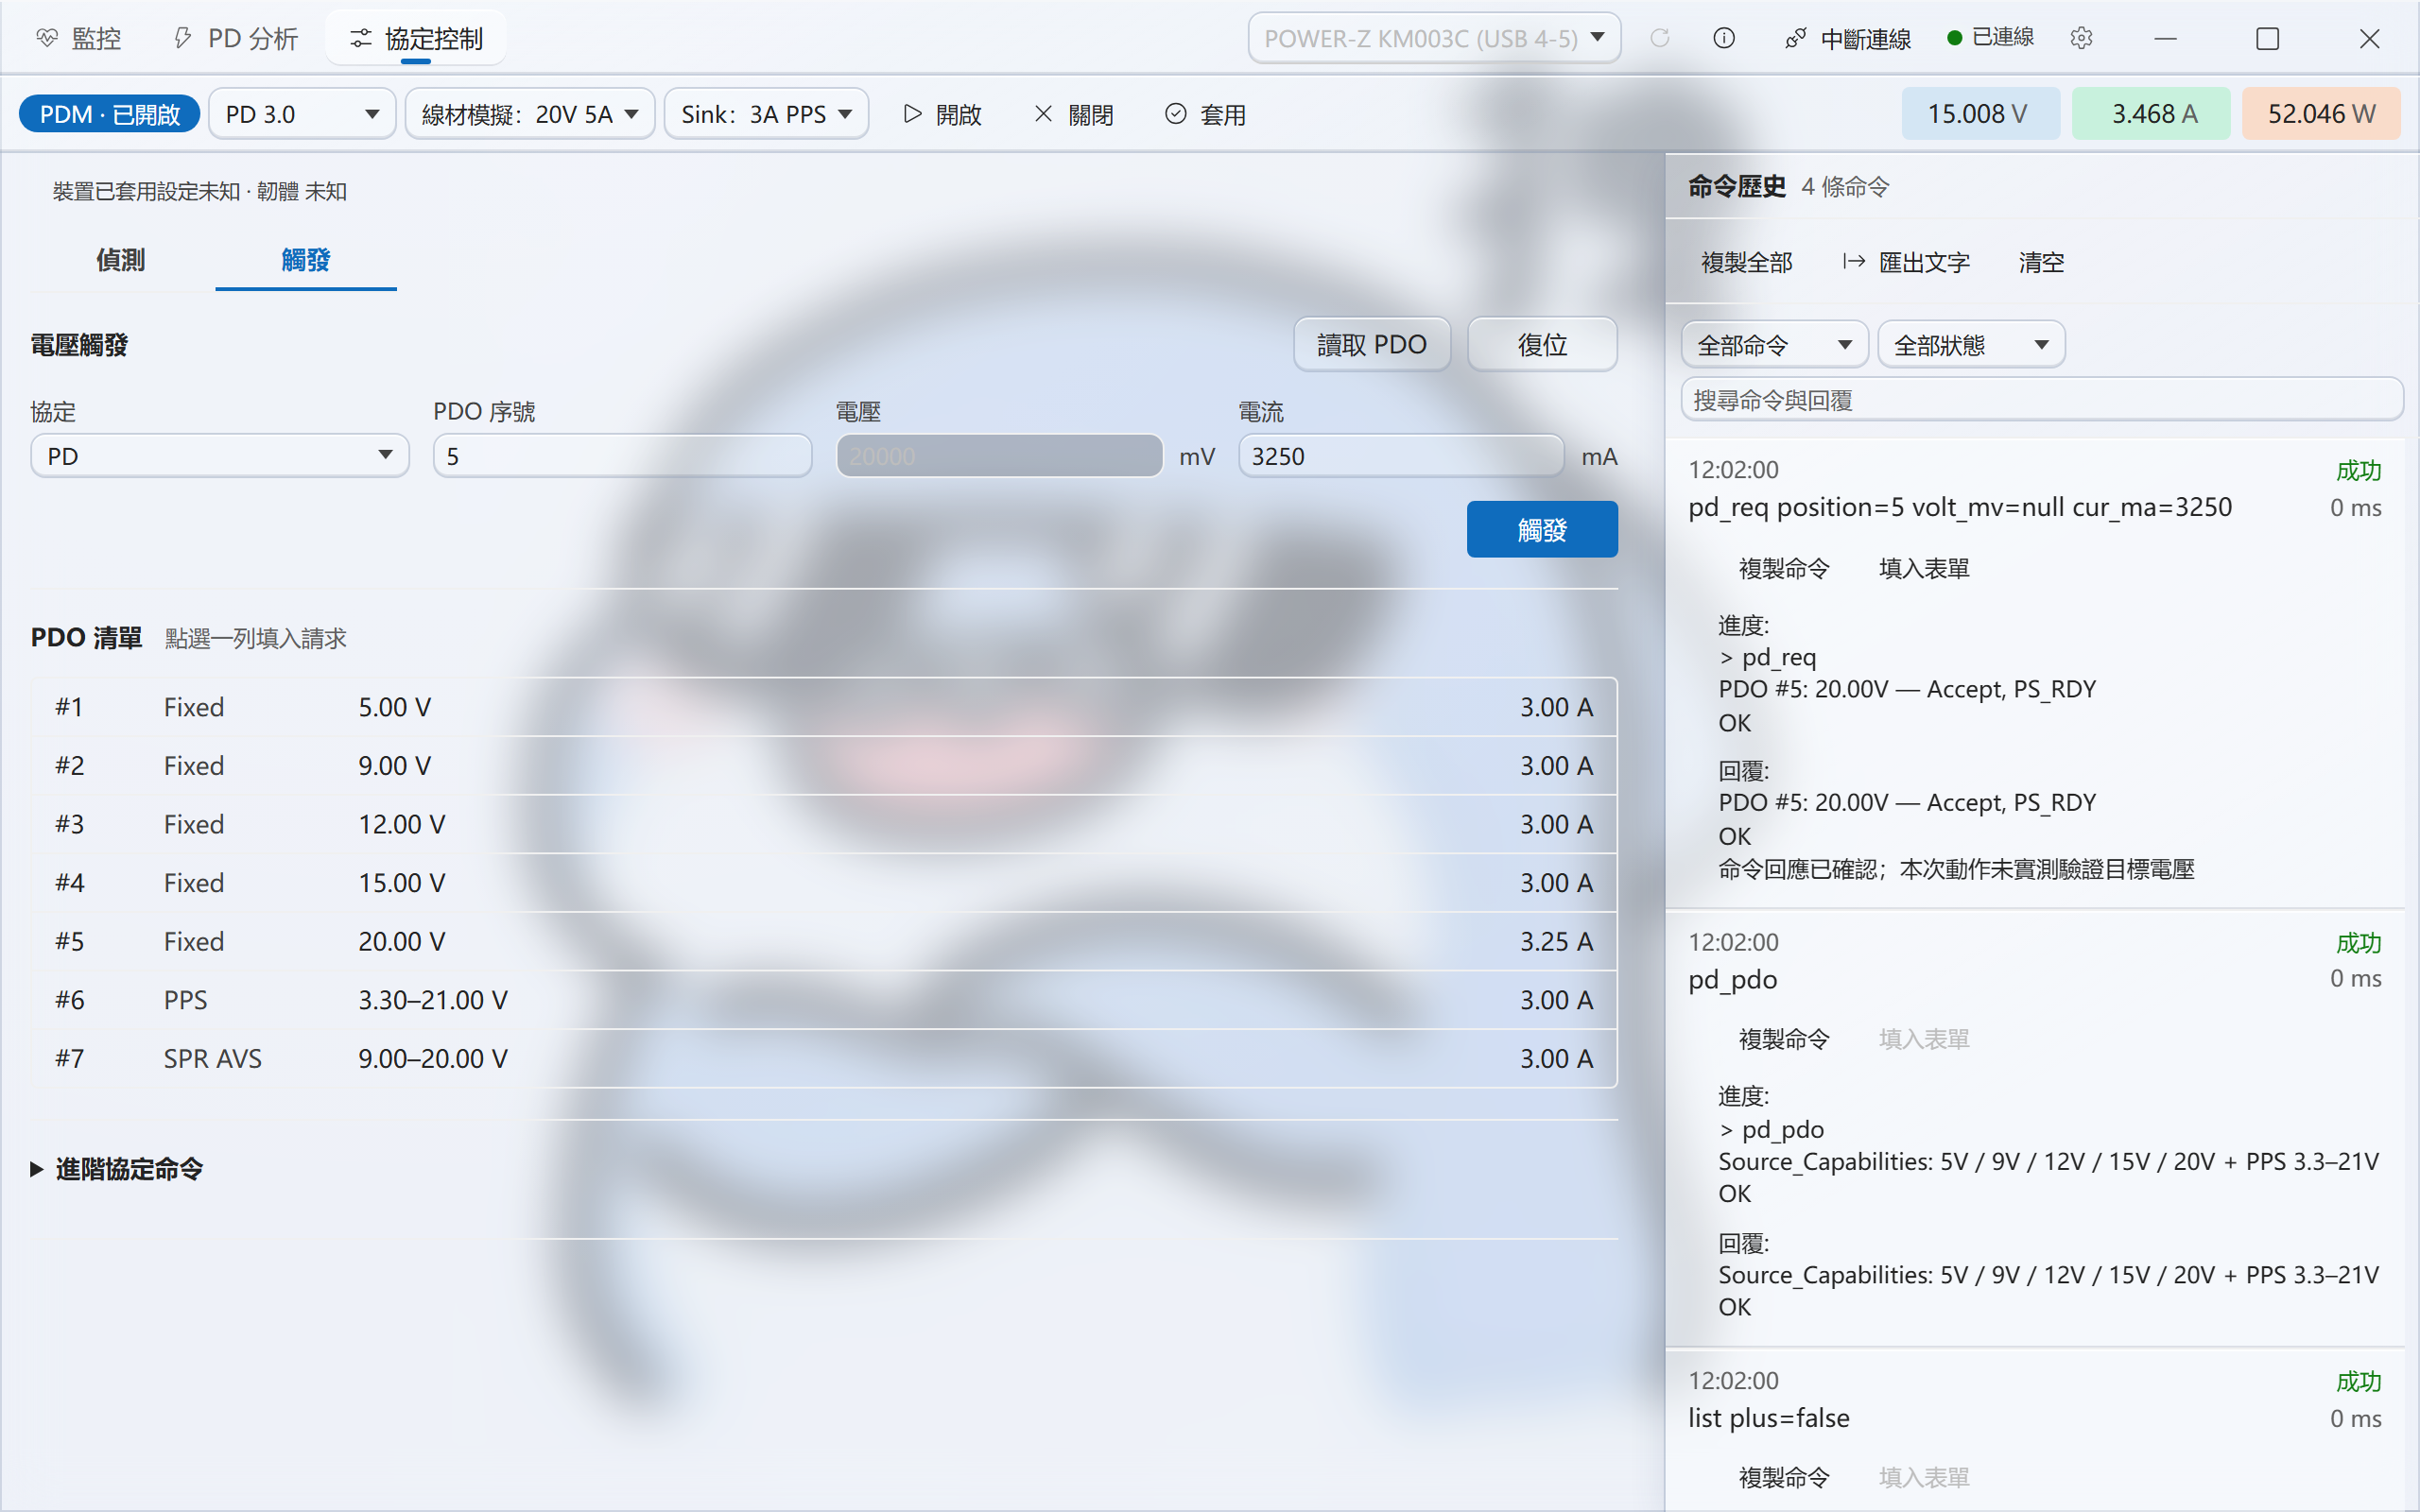 監控 PD 分析 協定控制 POWER-Z KM003C (USB 4-5) 中斷連線 已連線
PDM · 已開啟 PD 3.0 線材模擬：20V 5A Sink：3A PPS 開啟 關閉 套用 15.008 V 3.468 A 52.046 W
裝置已套用設定未知 · 韌體 未知
偵測 觸發
電壓觸發 讀取 PDO 復位
協定 PDO 序號 電壓 電流
PD 5 20000 mV 3250 mA
觸發
PDO 清單 點選一列填入請求
#1 Fixed 5.00 V 3.00 A
#2 Fixed 9.00 V 3.00 A
#3 Fixed 12.00 V 3.00 A
#4 Fixed 15.00 V 3.00 A
#5 Fixed 20.00 V 3.25 A
#6 PPS 3.30–21.00 V 3.00 A
#7 SPR AVS 9.00–20.00 V 3.00 A
進階協定命令
命令歷史 4 條命令
複製全部 匯出文字 清空
全部命令 全部狀態
搜尋命令與回覆
12:02:00 成功
pd_req position=5 volt_mv=null cur_ma=3250 0 ms
複製命令 填入表單
進度:
> pd_req
PDO #5: 20.00V — Accept, PS_RDY
OK
回覆:
PDO #5: 20.00V — Accept, PS_RDY
OK
命令回應已確認；本次動作未實測驗證目標電壓
12:02:00 成功
pd_pdo 0 ms
複製命令 填入表單
進度:
> pd_pdo
Source_Capabilities: 5V / 9V / 12V / 15V / 20V + PPS 3.3–21V
OK
回覆:
Source_Capabilities: 5V / 9V / 12V / 15V / 20V + PPS 3.3–21V
OK
12:02:00 成功
list plus=false 0 ms
複製命令 填入表單